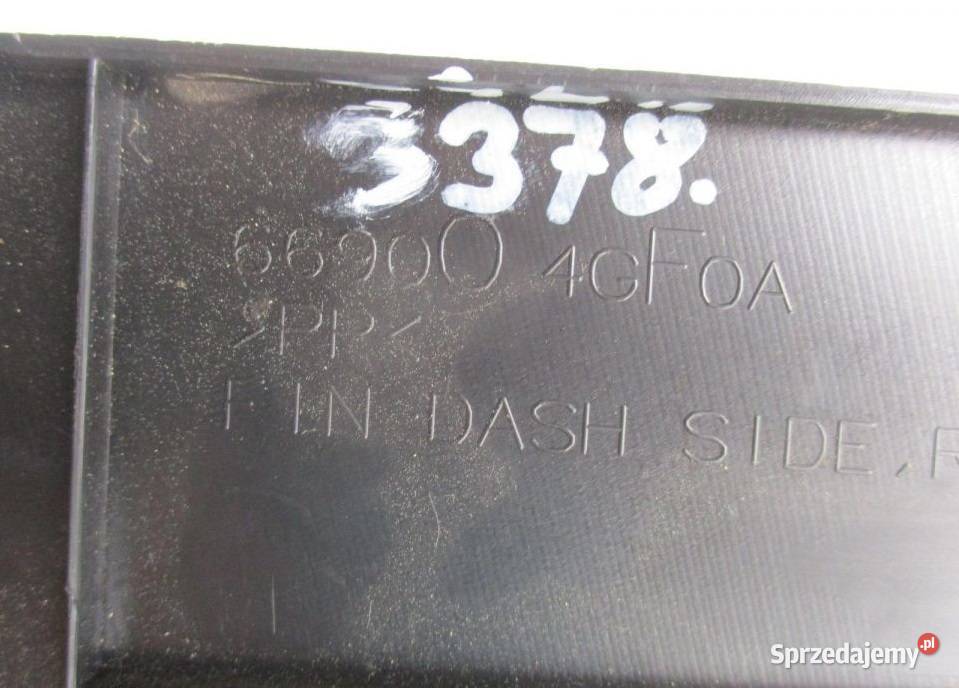 3378.
66900 4GF0A
>PP<
FIN DASH SIDE, R
Sprzedajemy.pl